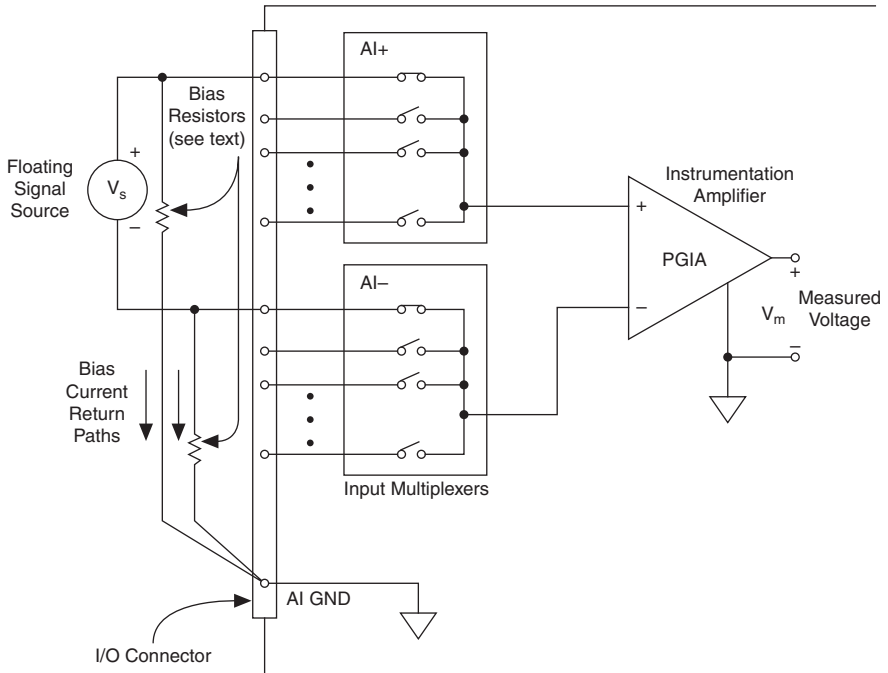 AI+
Bias
Resistors
(see text)
+
Floating
Signal
Source
Vs
−
Instrumentation
Amplifier
+
PGIA
−
+
Vm
Measured
Voltage
−
AI−
Bias
Current
Return
Paths
Input Multiplexers
AI GND
I/O Connector